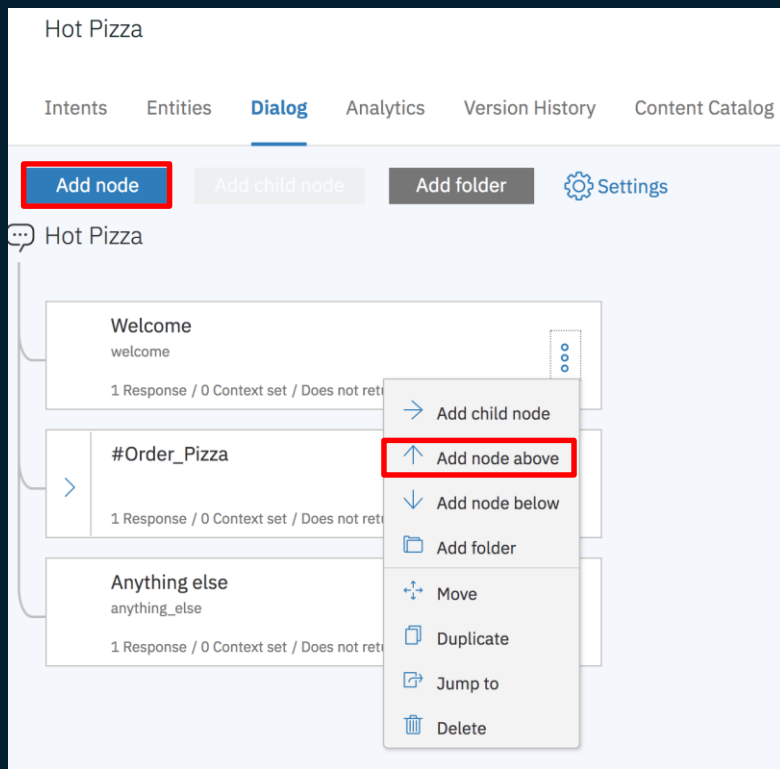 Hot Pizza
Intents Entities Dialog Analytics Version History Content Catalog
Add node Add child node Add folder Settings
Hot Pizza
Welcome
welcome
1 Response / 0 Context set / Does not retu
Add child node
#Order_Pizza
Add node above
Add node below
1 Response / 0 Context set / Does not retu
Add folder
Anything else
anything_else
Move
Duplicate
1 Response / 0 Context set / Does not retu
Jump to
Delete